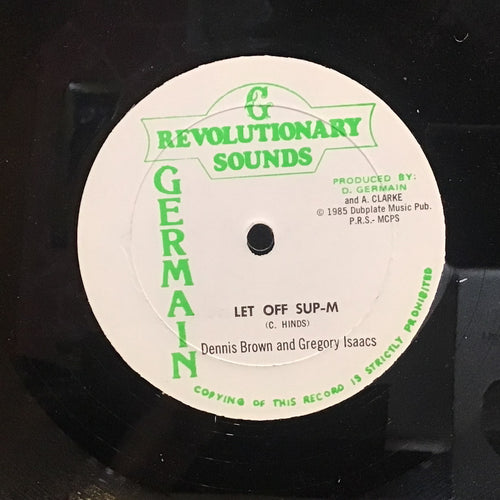 G
REVOLUTIONARY
SOUNDS
GERMAIN
PRODUCED BY:
D. GERMAIN
and A. CLARKE
© 1985 Dubplate Music Pub.
P.R.S.- MCPS
LET OFF SUP-M
(C. HINDS)
Dennis Brown and Gregory Isaacs
COPYING OF THIS RECORD IS STRICTLY PROHIBITED